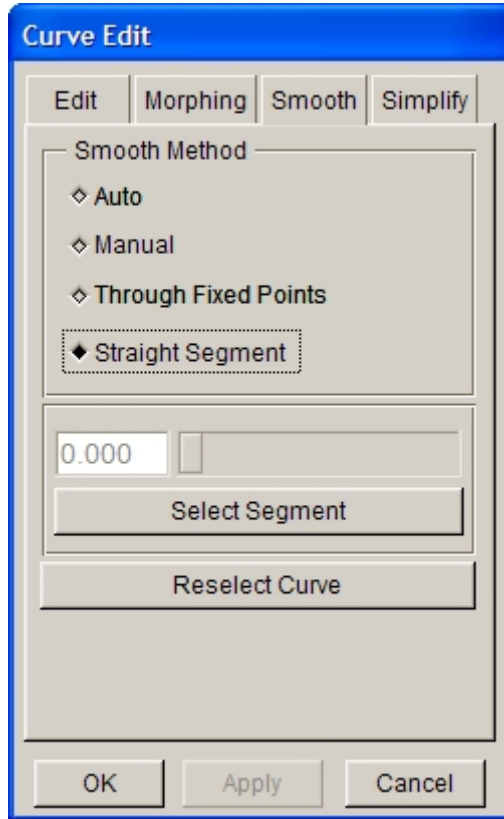 Curve Edit
Edit Morphing Smooth Simplify
Smooth Method
Auto
Manual
Through Fixed Points
Straight Segment
0.000
Select Segment
Reselect Curve
OK Apply Cancel